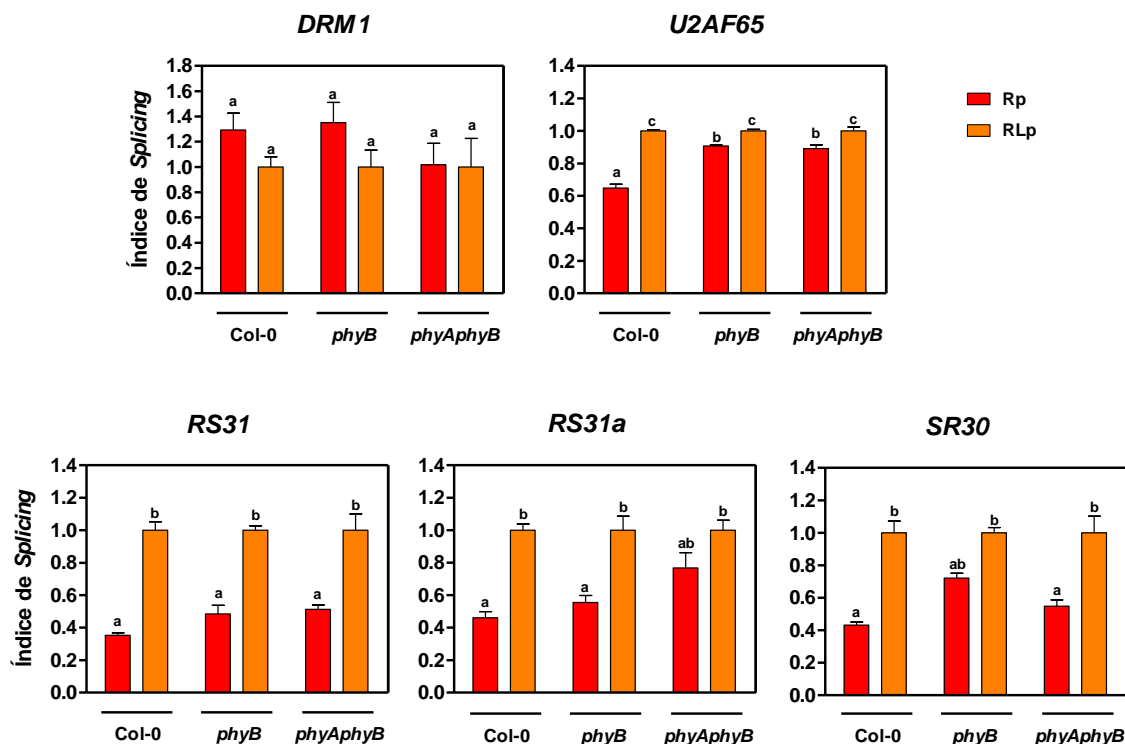 DRM1
U2AF65
Índice de Splicing
1.8
1.6
1.4
1.2
1.0
0.8
0.6
0.4
0.2
0.0
a a a a a a
Col-0 phyB phyAphyB
1.4
1.2
1.0
0.8
0.6
0.4
0.2
0.0
a c b c b c
Col-0 phyB phyAphyB
Rp
RLp
RS31
RS31a
SR30
Índice de Splicing
1.4
1.2
1.0
0.8
0.6
0.4
0.2
0.0
a b a b a b
Col-0 phyB phyAphyB
1.4
1.2
1.0
0.8
0.6
0.4
0.2
0.0
a b a b ab b
Col-0 phyB phyAphyB
1.4
1.2
1.0
0.8
0.6
0.4
0.2
0.0
a b ab b a b
Col-0 phyB phyAphyB